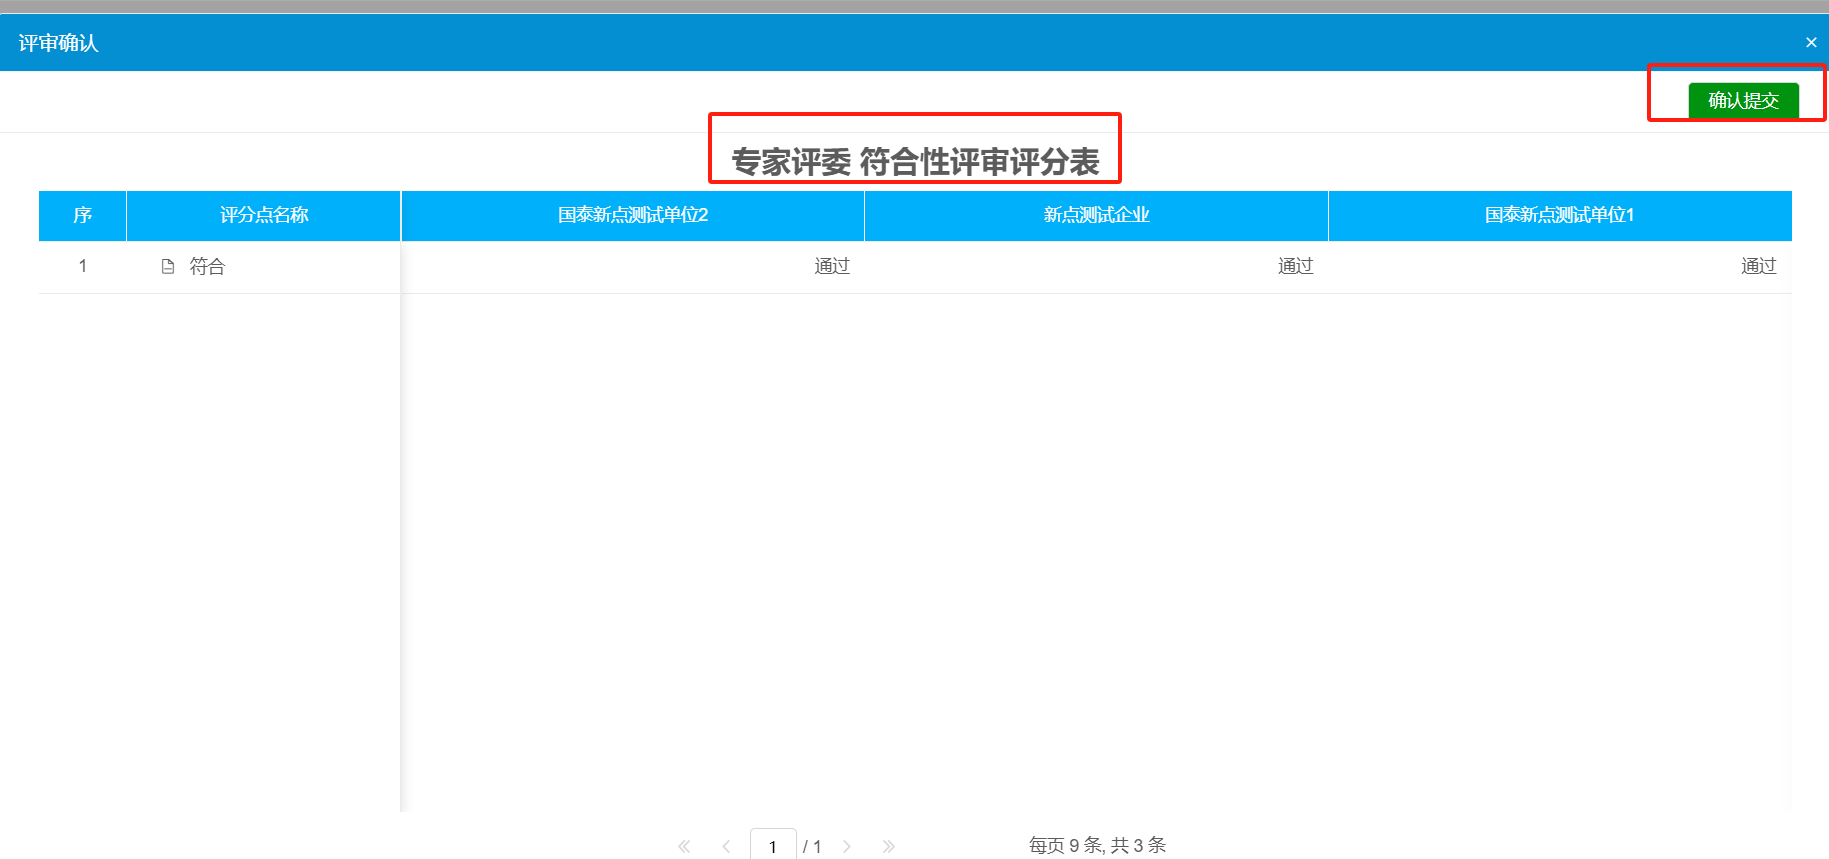 评审确认
×
确认提交
专家评委 符合性评审评分表
序 评分点名称 国泰新点测试单位2 新点测试企业 国泰新点测试单位1
1 符合 通过 通过 通过
1 / 1 每页 9 条, 共 3 条